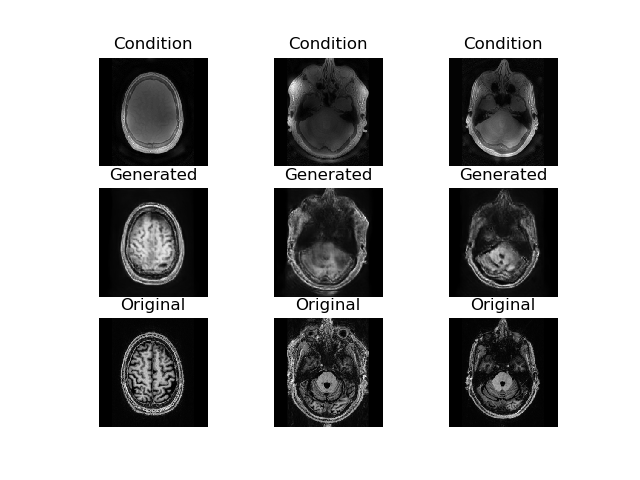 Condition Condition Condition
Generated Generated Generated
Original Original Original